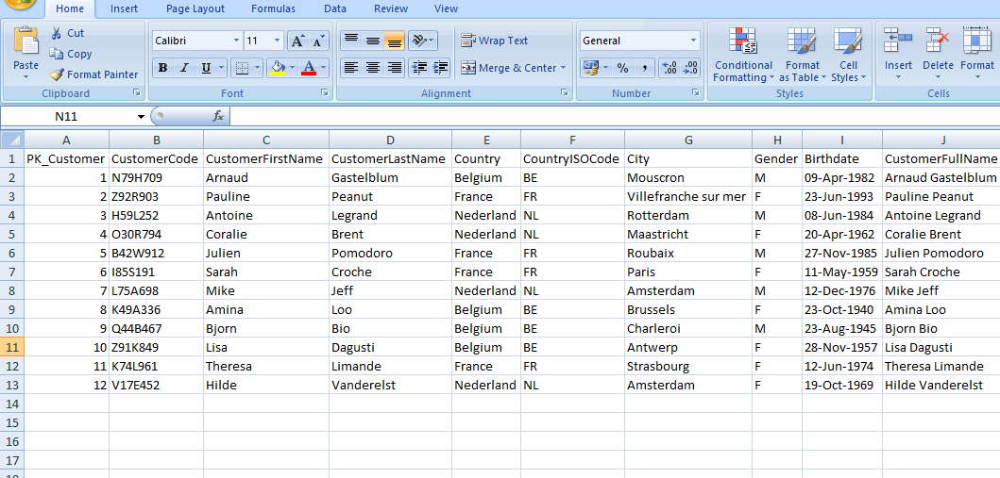 Home Insert Page Layout Formulas Data Review View
Cut
Copy
Format Painter
Paste
Calibri 11 A A
B I U A
Wrap Text
Merge & Center
General
% , .0 .00 .00 .0
Conditional Formatting
Format as Table
Cell Styles
Insert Delete Format
Clipboard Font Alignment Number Styles Cells
N11 fx
A B C D E F G H I J
1 PK_Customer CustomerCode CustomerFirstName CustomerLastName Country CountryISOCode City Gender Birthdate CustomerFullName
2 1 N79H709 Arnaud Gastelblum Belgium BE Mouscron M 09-Apr-1982 Arnaud Gastelblum
3 2 Z92R903 Pauline Peanut France FR Villefranche sur mer F 23-Jun-1993 Pauline Peanut
4 3 H59L252 Antoine Legrand Nederland NL Rotterdam M 08-Jun-1984 Antoine Legrand
5 4 O30R794 Coralie Brent Nederland NL Maastricht F 20-Apr-1962 Coralie Brent
6 5 B42W912 Julien Pomodoro France FR Roubaix M 27-Nov-1985 Julien Pomodoro
7 6 I85S191 Sarah Croche France FR Paris F 11-May-1959 Sarah Croche
8 7 L75A698 Mike Jeff Nederland NL Amsterdam M 12-Dec-1976 Mike Jeff
9 8 K49A336 Amina Loo Belgium BE Brussels F 23-Oct-1940 Amina Loo
10 9 Q44B467 Bjorn Bio Belgium BE Charleroi M 23-Aug-1945 Bjorn Bio
11 10 Z91K849 Lisa Dagusti Belgium BE Antwerp F 28-Nov-1957 Lisa Dagusti
12 11 K74L961 Theresa Limande France FR Strasbourg F 12-Jun-1974 Theresa Limande
13 12 V17E452 Hilde Vanderelst Nederland NL Amsterdam F 19-Oct-1969 Hilde Vanderelst
14
15
16
17